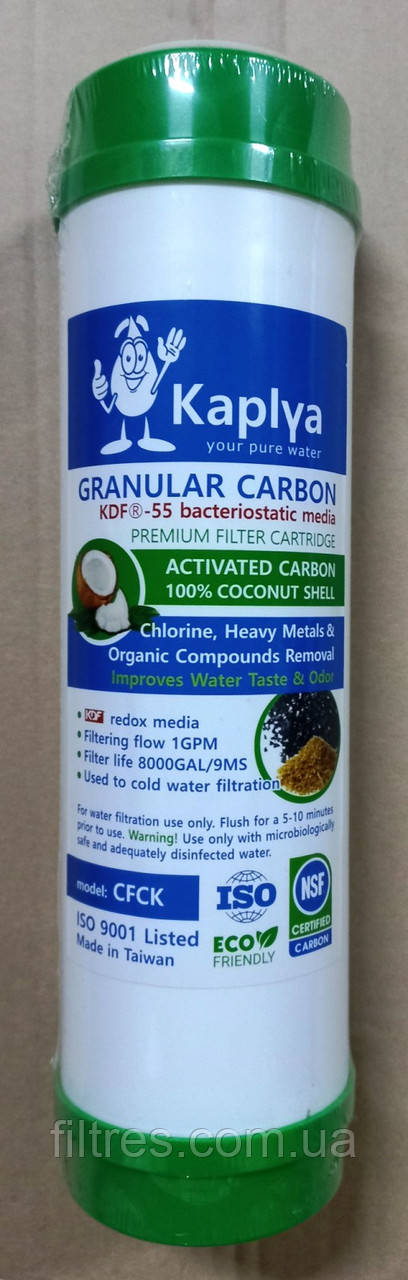 Kaplya
your pure water
GRANULAR CARBON
KDF®-55 bacteriostatic media
PREMIUM FILTER CARTRIDGE
ACTIVATED CARBON
100% COCONUT SHELL
Chlorine, Heavy Metals &
Organic Compounds Removal
Improves Water Taste & Odor
• KDF redox media
• Filtering flow 1GPM
• Filter life 8000GAL/9MS
• Used to cold water filtration
For water filtration use only. Flush for a 5-10 minutes
prior to use. Warning! Use only with microbiologically
safe and adequately disinfected water.
model: CFCK
ISO 9001 Listed
Made in Taiwan
ISO
ECO
FRIENDLY
NSF
CERTIFIED
CARBON
filtres.com.ua